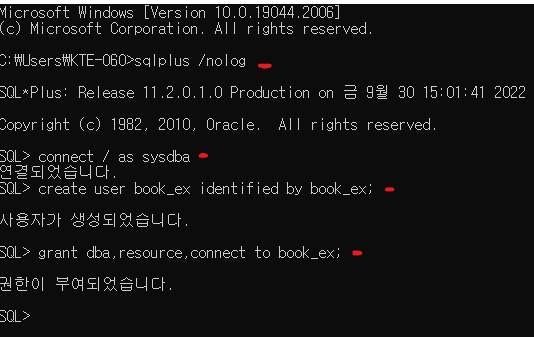 Microsoft Windows [Version 10.0.19044.2006]
(c) Microsoft Corporation. All rights reserved.
C:₩Users₩KTE-060>sqlplus /nolog
SQL*Plus: Release 11.2.0.1.0 Production on 금 9월 30 15:01:41 2022
Copyright (c) 1982, 2010, Oracle.  All rights reserved.
SQL> connect / as sysdba
연결되었습니다.
SQL> create user book_ex identified by book_ex;
사용자가 생성되었습니다.
SQL> grant dba,resource,connect to book_ex;
권한이 부여되었습니다.
SQL>